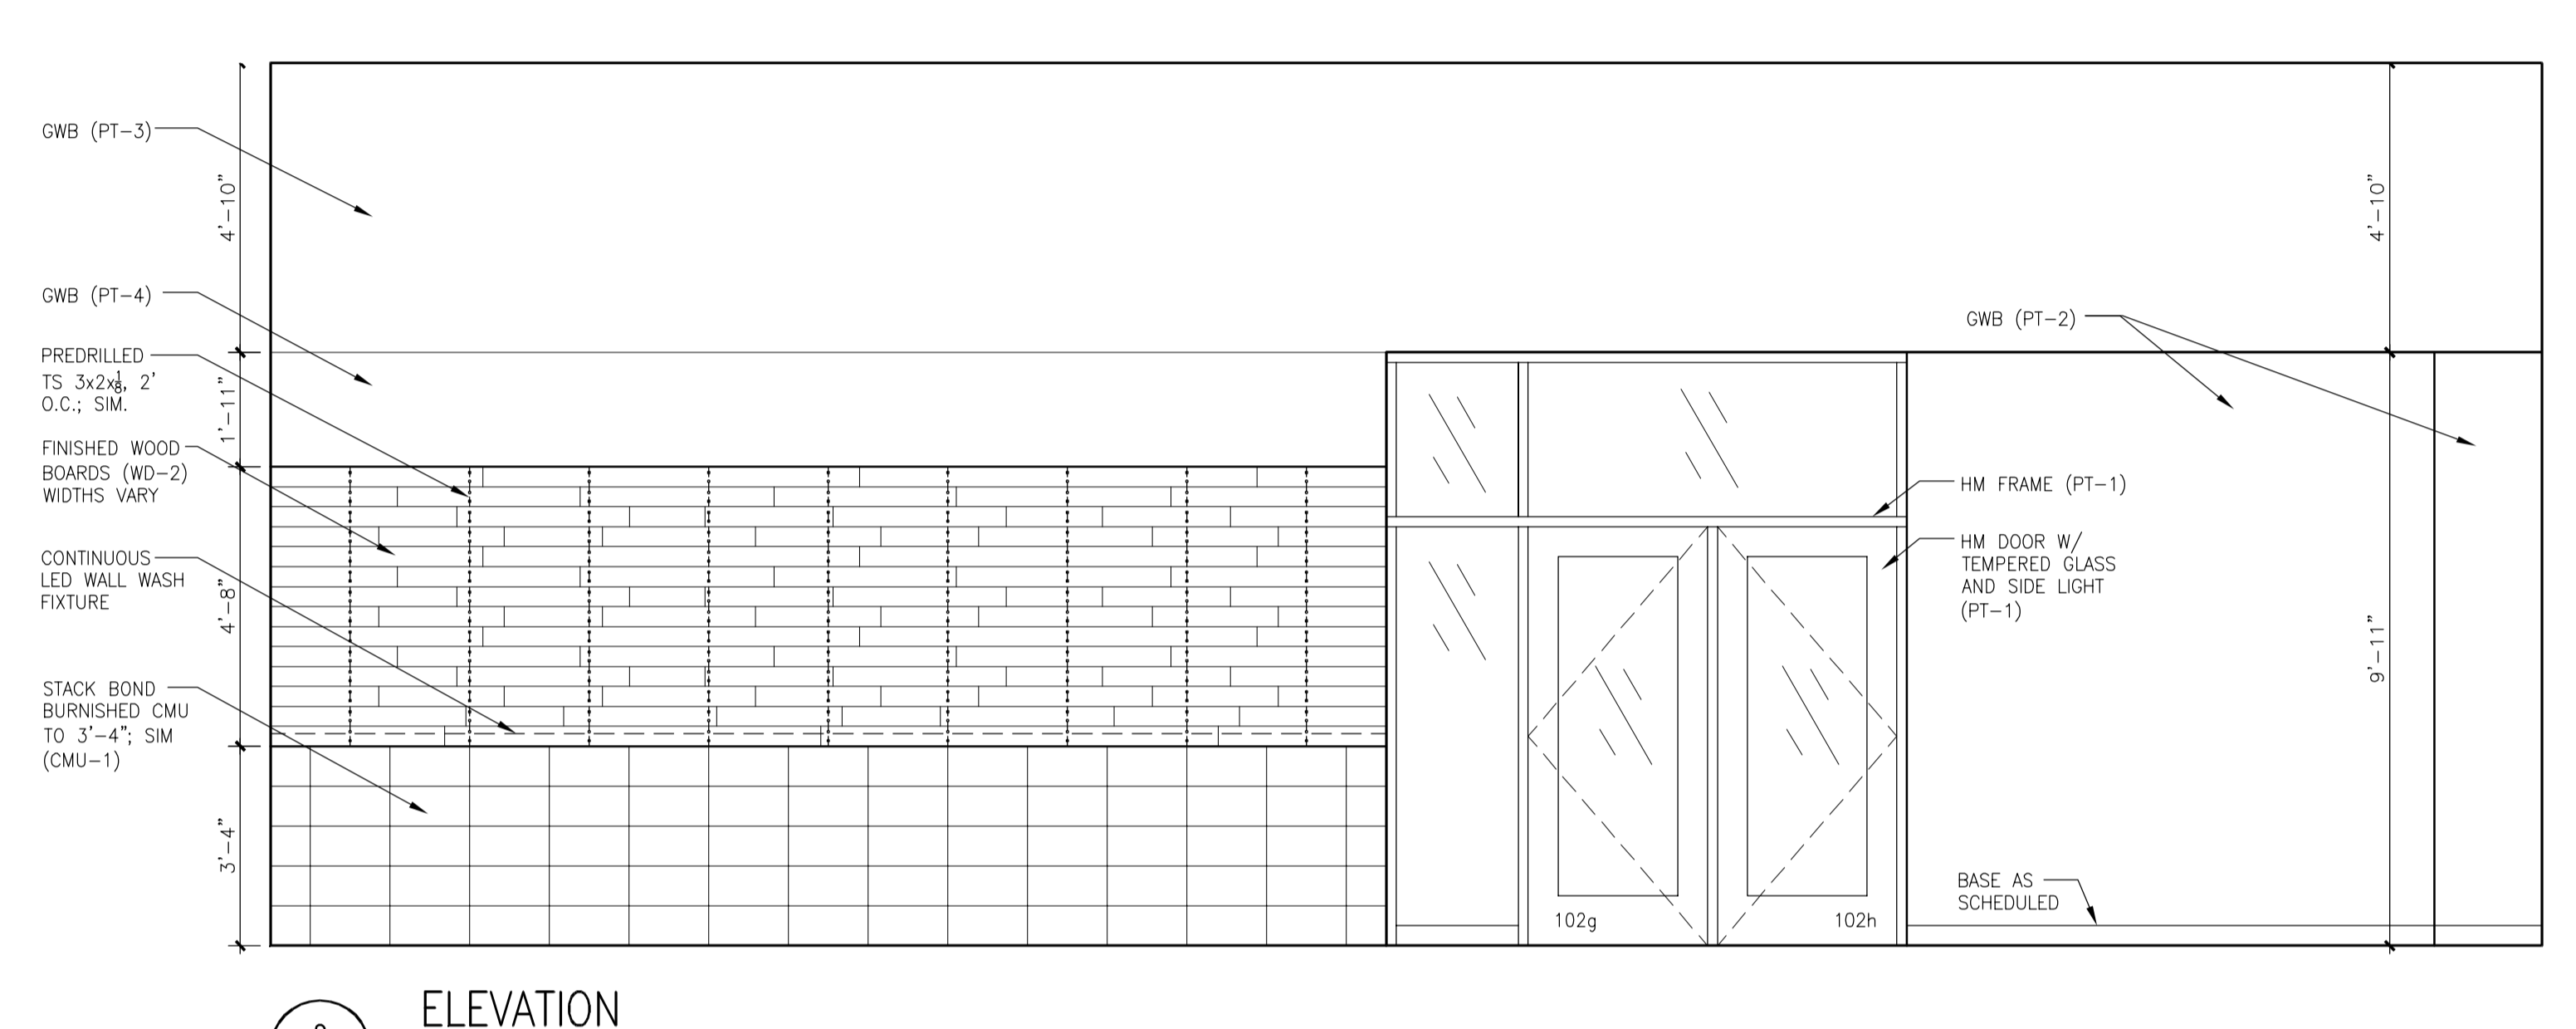 GWB (PT-3)
4'-10"
GWB (PT-4)
PREDRILLED
TS 3x2x1/8, 2'
O.C.; SIM.
1'-11"
FINISHED WOOD
BOARDS (WD-2)
WIDTHS VARY
CONTINUOUS
LED WALL WASH
FIXTURE
4'-8"
STACK BOND
BURNISHED CMU
TO 3'-4"; SIM
(CMU-1)
3'-4"
4'-10"
GWB (PT-2)
HM FRAME (PT-1)
HM DOOR W/
TEMPERED GLASS
AND SIDE LIGHT
(PT-1)
9'-11"
BASE AS
SCHEDULED
102g
102h
ELEVATION